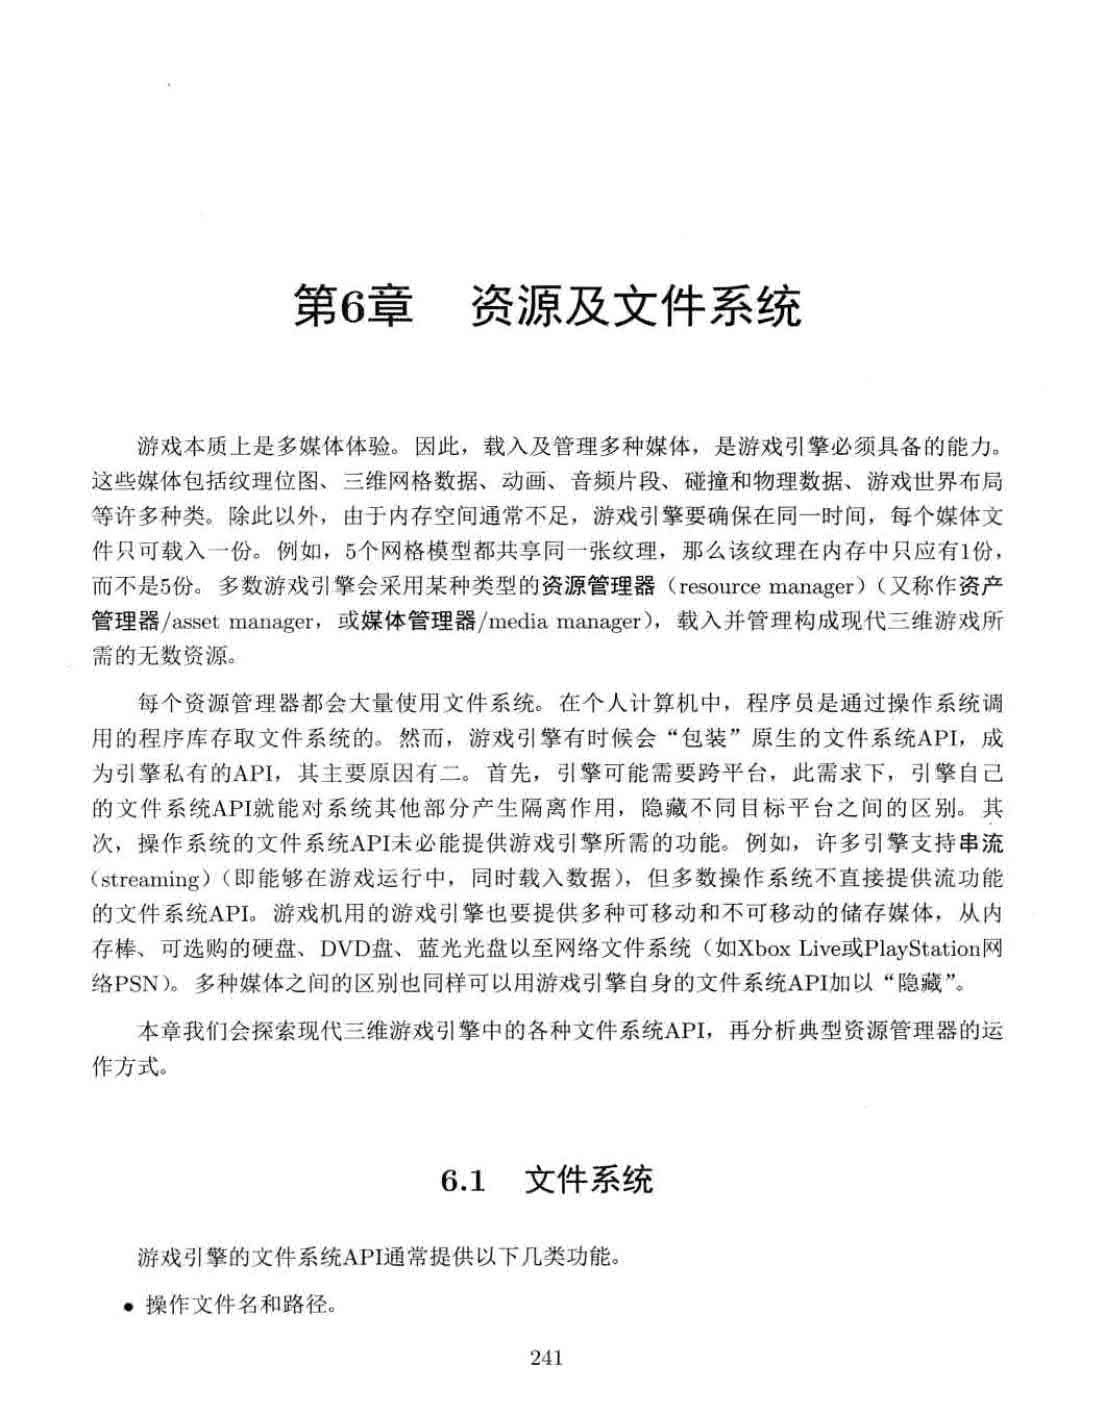 第6章 资源及文件系统
游戏本质上是多媒体体验。因此，载入及管理多种媒体，是游戏引擎必须具备的能力。
这些媒体包括纹理位图、三维网格数据、动画、音频片段、碰撞和物理数据、游戏世界布局
等许多种类。除此以外，由于内存空间通常不足，游戏引擎要确保在同一时间，每个媒体文
件只可载入一份。例如，5个网格模型都共享同一张纹理，那么该纹理在内存中只应有1份，
而不是5份。多数游戏引擎会采用某种类型的资源管理器（resource manager）（又称作资产
管理器/asset manager，或媒体管理器/media manager），载入并管理构成现代三维游戏所
需的无数资源。
每个资源管理器都会大量使用文件系统。在个人计算机中，程序员是通过操作系统调
用的程序库存取文件系统的。然而，游戏引擎有时候会“包装”原生的文件系统API，成
为引擎私有的API，其主要原因有二。首先，引擎可能需要跨平台，此需求下，引擎自己
的文件系统API就能对系统其他部分产生隔离作用，隐藏不同目标平台之间的区别。其
次，操作系统的文件系统API未必能提供游戏引擎所需的功能。例如，许多引擎支持串流
（streaming）（即能够在游戏运行中，同时载入数据），但多数操作系统不直接提供流功能
的文件系统API。游戏机用的游戏引擎也要提供多种可移动和不可移动的储存媒体，从内
存棒、可选购的硬盘、DVD盘、蓝光光盘以至网络文件系统（如Xbox Live或PlayStation网
络PSN）。多种媒体之间的区别也同样可以用游戏引擎自身的文件系统API加以“隐藏”。
本章我们会探索现代三维游戏引擎中的各种文件系统API，再分析典型资源管理器的运
作方式。
6.1 文件系统
游戏引擎的文件系统API通常提供以下几类功能。
• 操作文件名和路径。
241